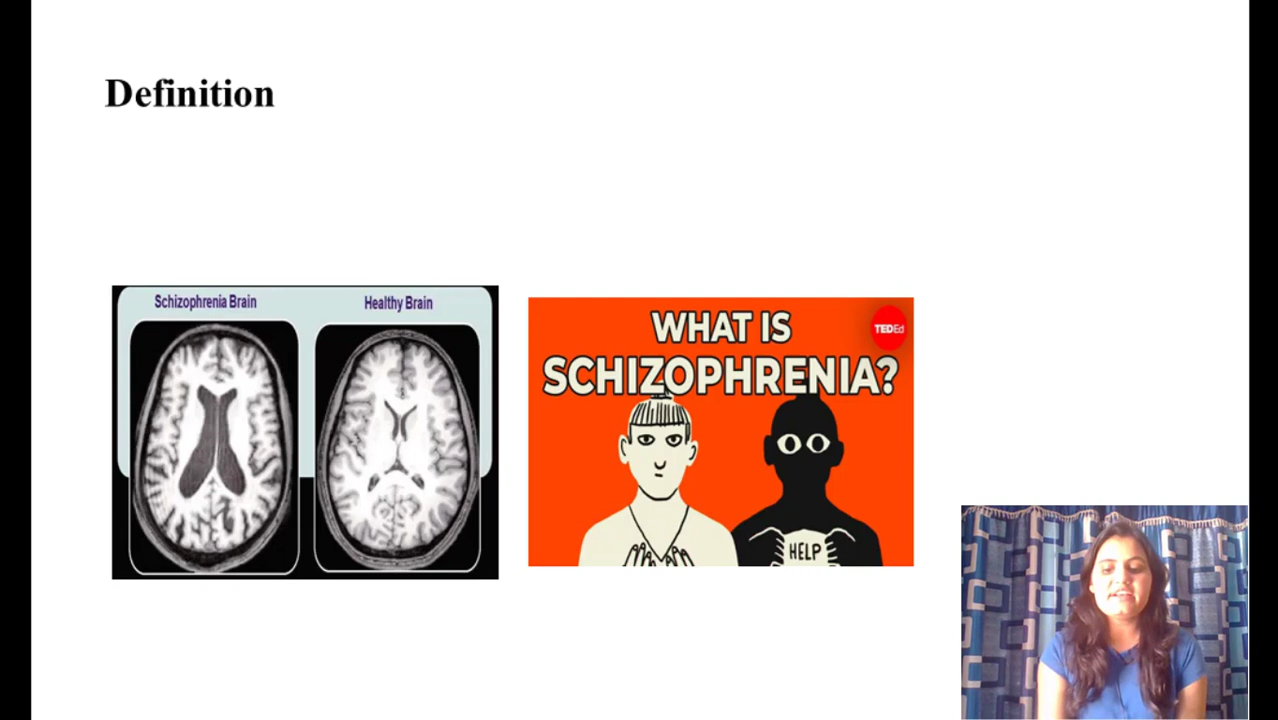 Definition
Schizophrenia Brain
Healthy Brain
WHAT IS
TEDEd
SCHIZOPHRENIA?
HELP